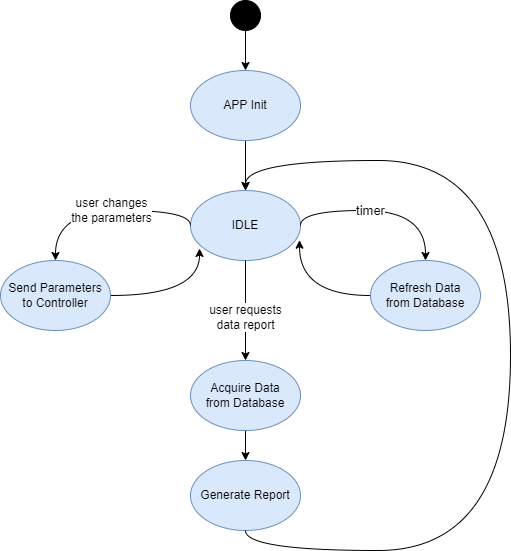 APP Init
IDLE
user changes
the parameters
timer
Send Parameters
to Controller
Refresh Data
from Database
user requests
data report
Acquire Data
from Database
Generate Report